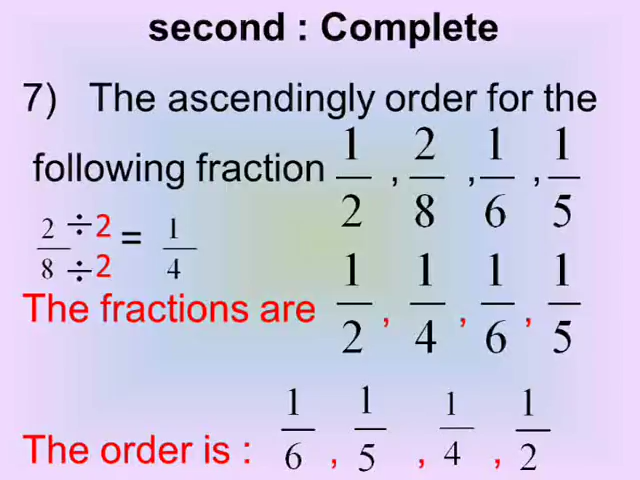 second : Complete
7) The ascendingly order for the
following fraction 1/2 , 2/8 , 1/6 , 1/5
2/8 ÷2/÷2 = 1/4
The fractions are 1/2 , 1/4 , 1/6 , 1/5
The order is : 1/6 , 1/5 , 1/4 , 1/2